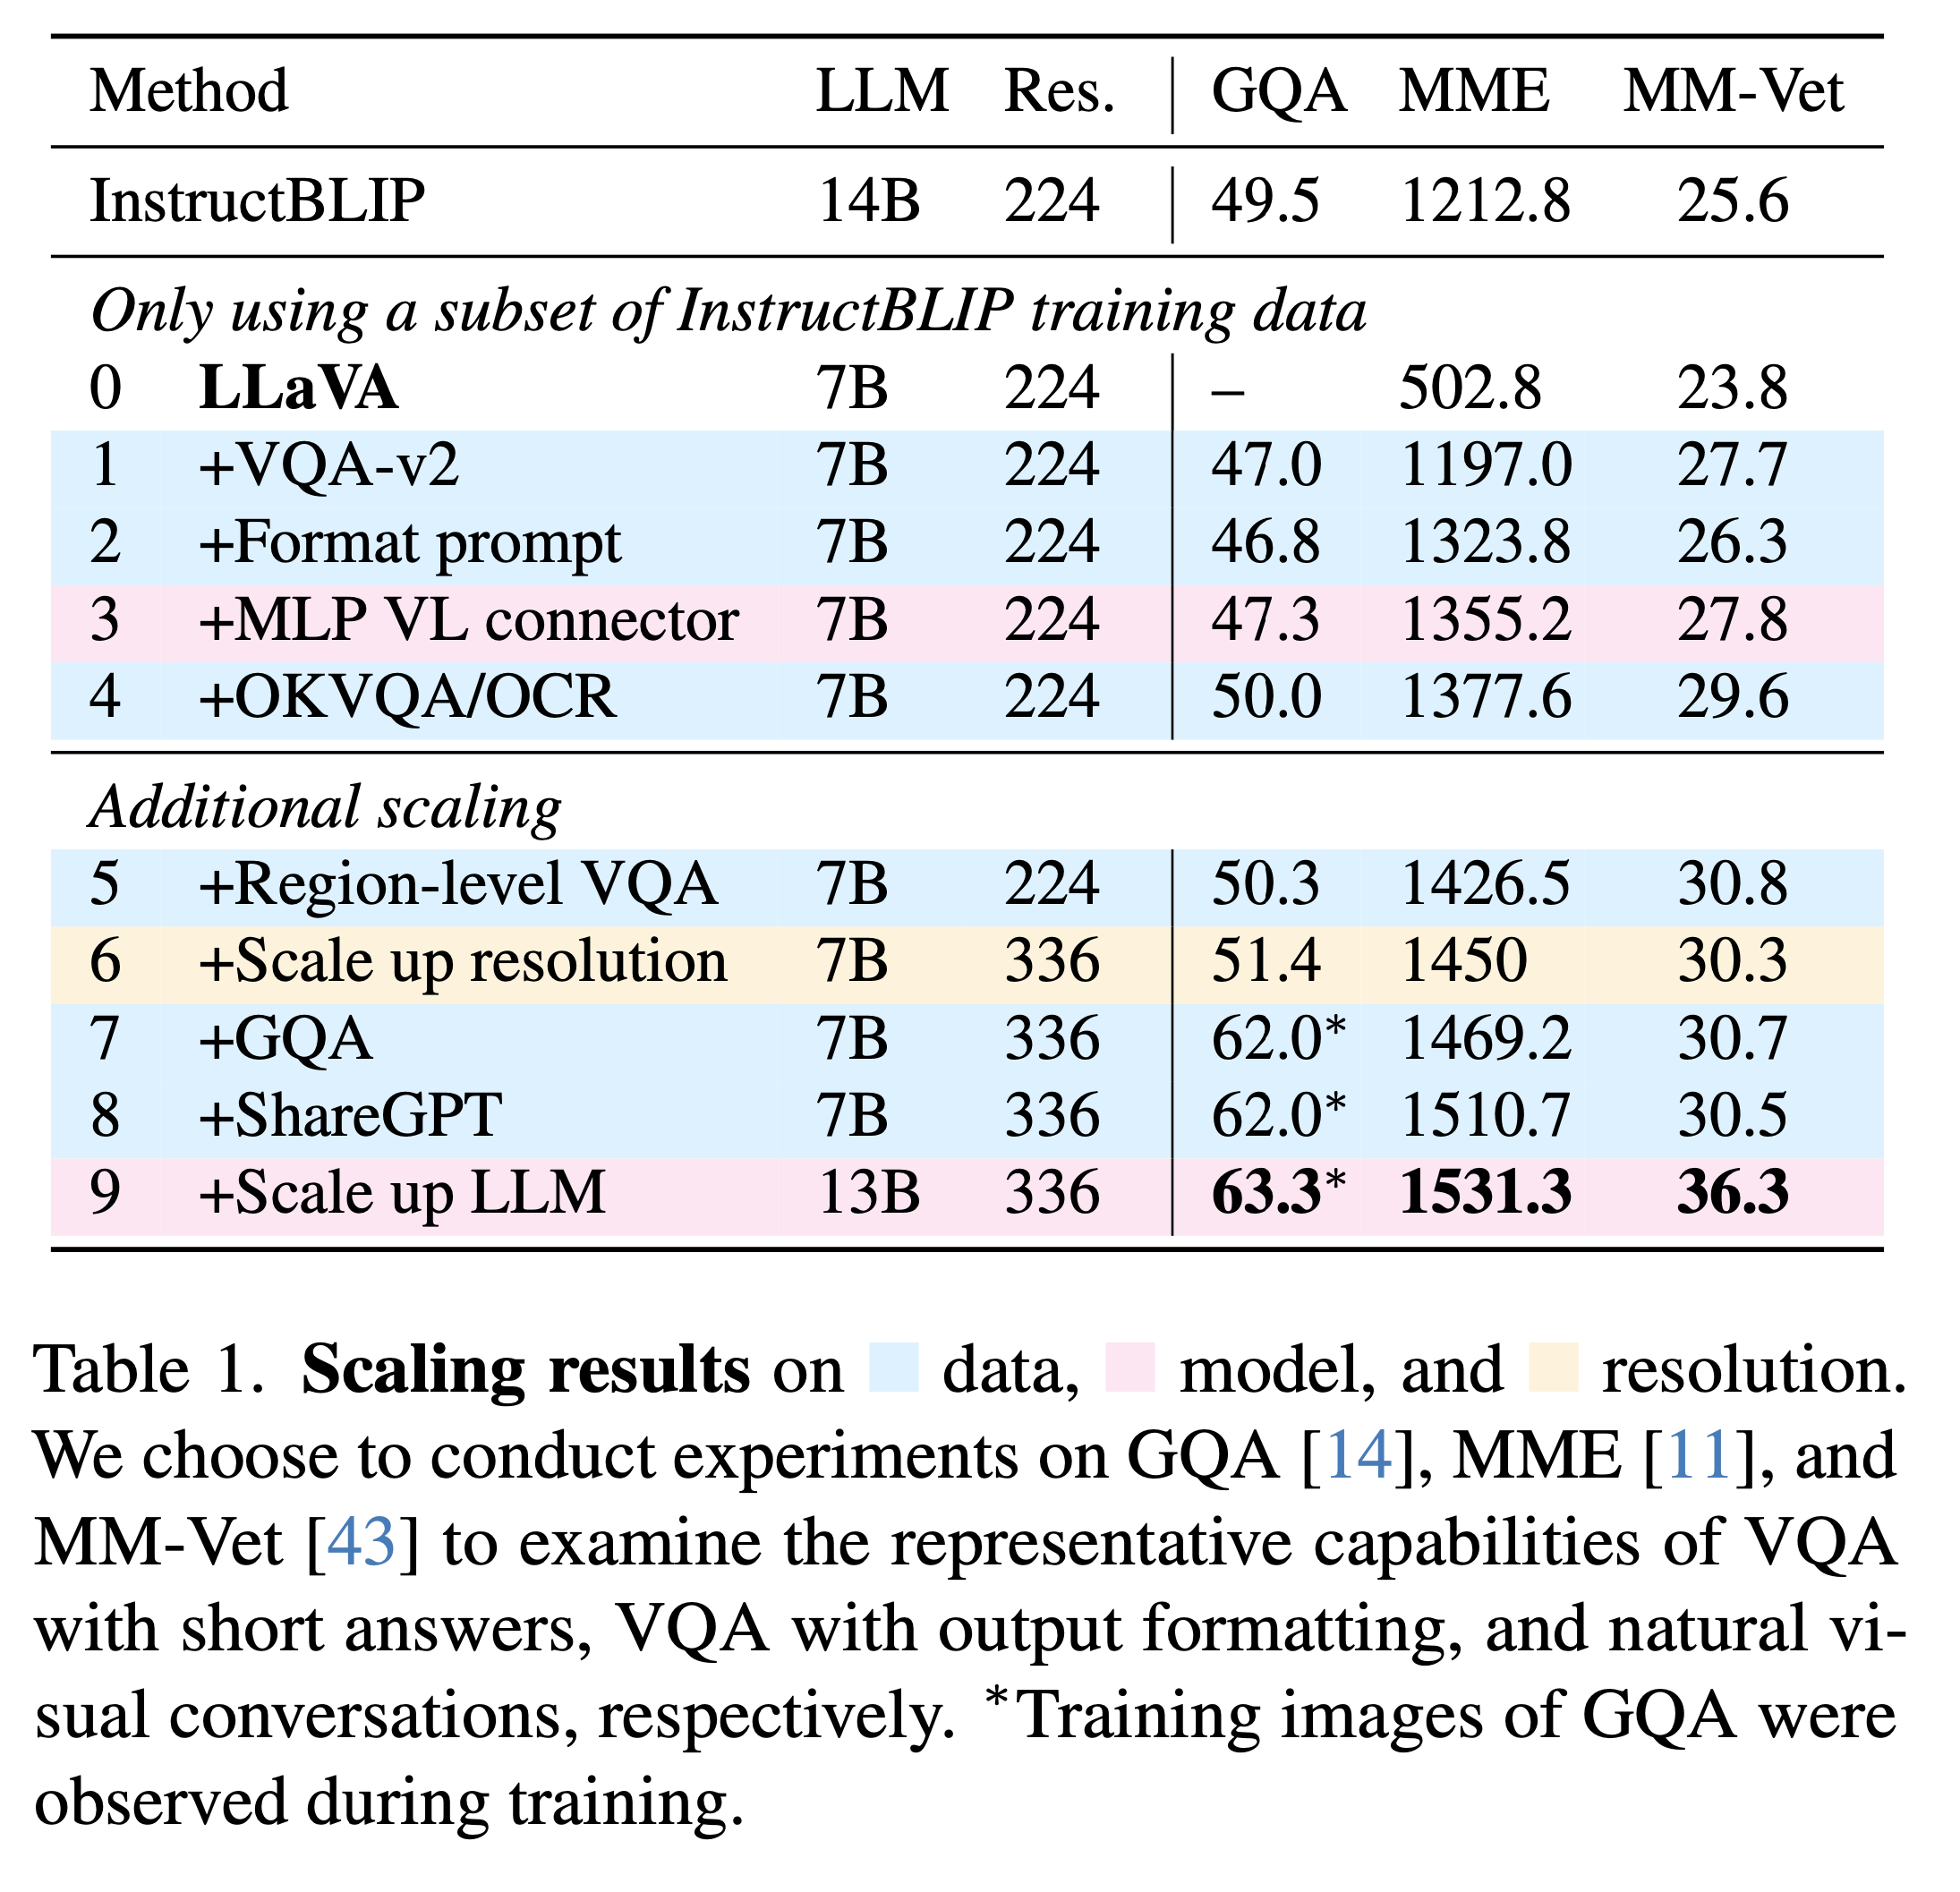 Method LLM Res. GQA MME MM-Vet
InstructBLIP 14B 224 49.5 1212.8 25.6
Only using a subset of InstructBLIP training data
0 LLaVA 7B 224 – 502.8 23.8
1 +VQA-v2 7B 224 47.0 1197.0 27.7
2 +Format prompt 7B 224 46.8 1323.8 26.3
3 +MLP VL connector 7B 224 47.3 1355.2 27.8
4 +OKVQA/OCR 7B 224 50.0 1377.6 29.6
Additional scaling
5 +Region-level VQA 7B 224 50.3 1426.5 30.8
6 +Scale up resolution 7B 336 51.4 1450 30.3
7 +GQA 7B 336 62.0* 1469.2 30.7
8 +ShareGPT 7B 336 62.0* 1510.7 30.5
9 +Scale up LLM 13B 336 63.3* 1531.3 36.3
Table 1. Scaling results on data, model, and resolution.
We choose to conduct experiments on GQA [14], MME [11], and
MM-Vet [43] to examine the representative capabilities of VQA
with short answers, VQA with output formatting, and natural vi-
sual conversations, respectively. *Training images of GQA were
observed during training.